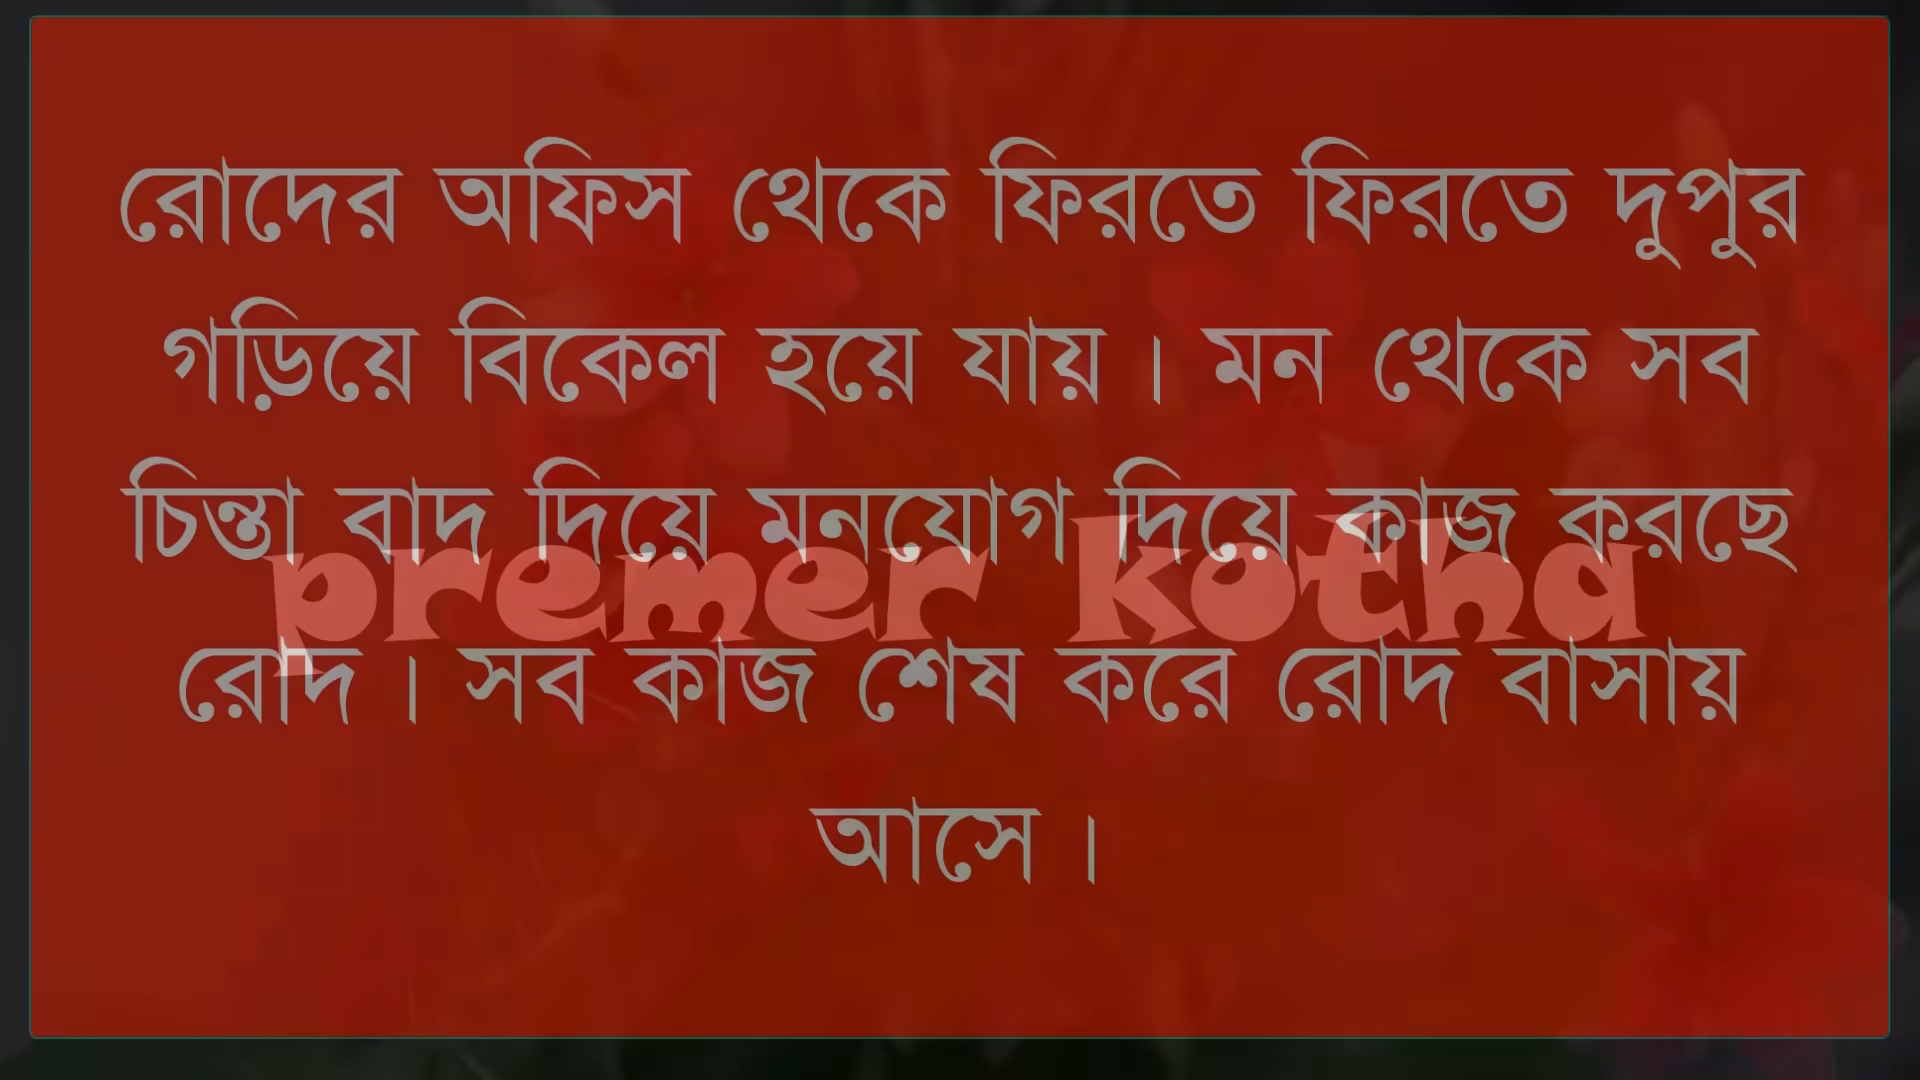 রোদের অফিস থেকে ফিরতে ফিরতে দুপুর
গড়িয়ে বিকেল হয়ে যায় । মন থেকে সব
চিন্তা বাদ দিয়ে মনযোগ দিয়ে কাজ করছে
premer kotha
রোদ । সব কাজ শেষ করে রোদ বাসায়
আসে ।